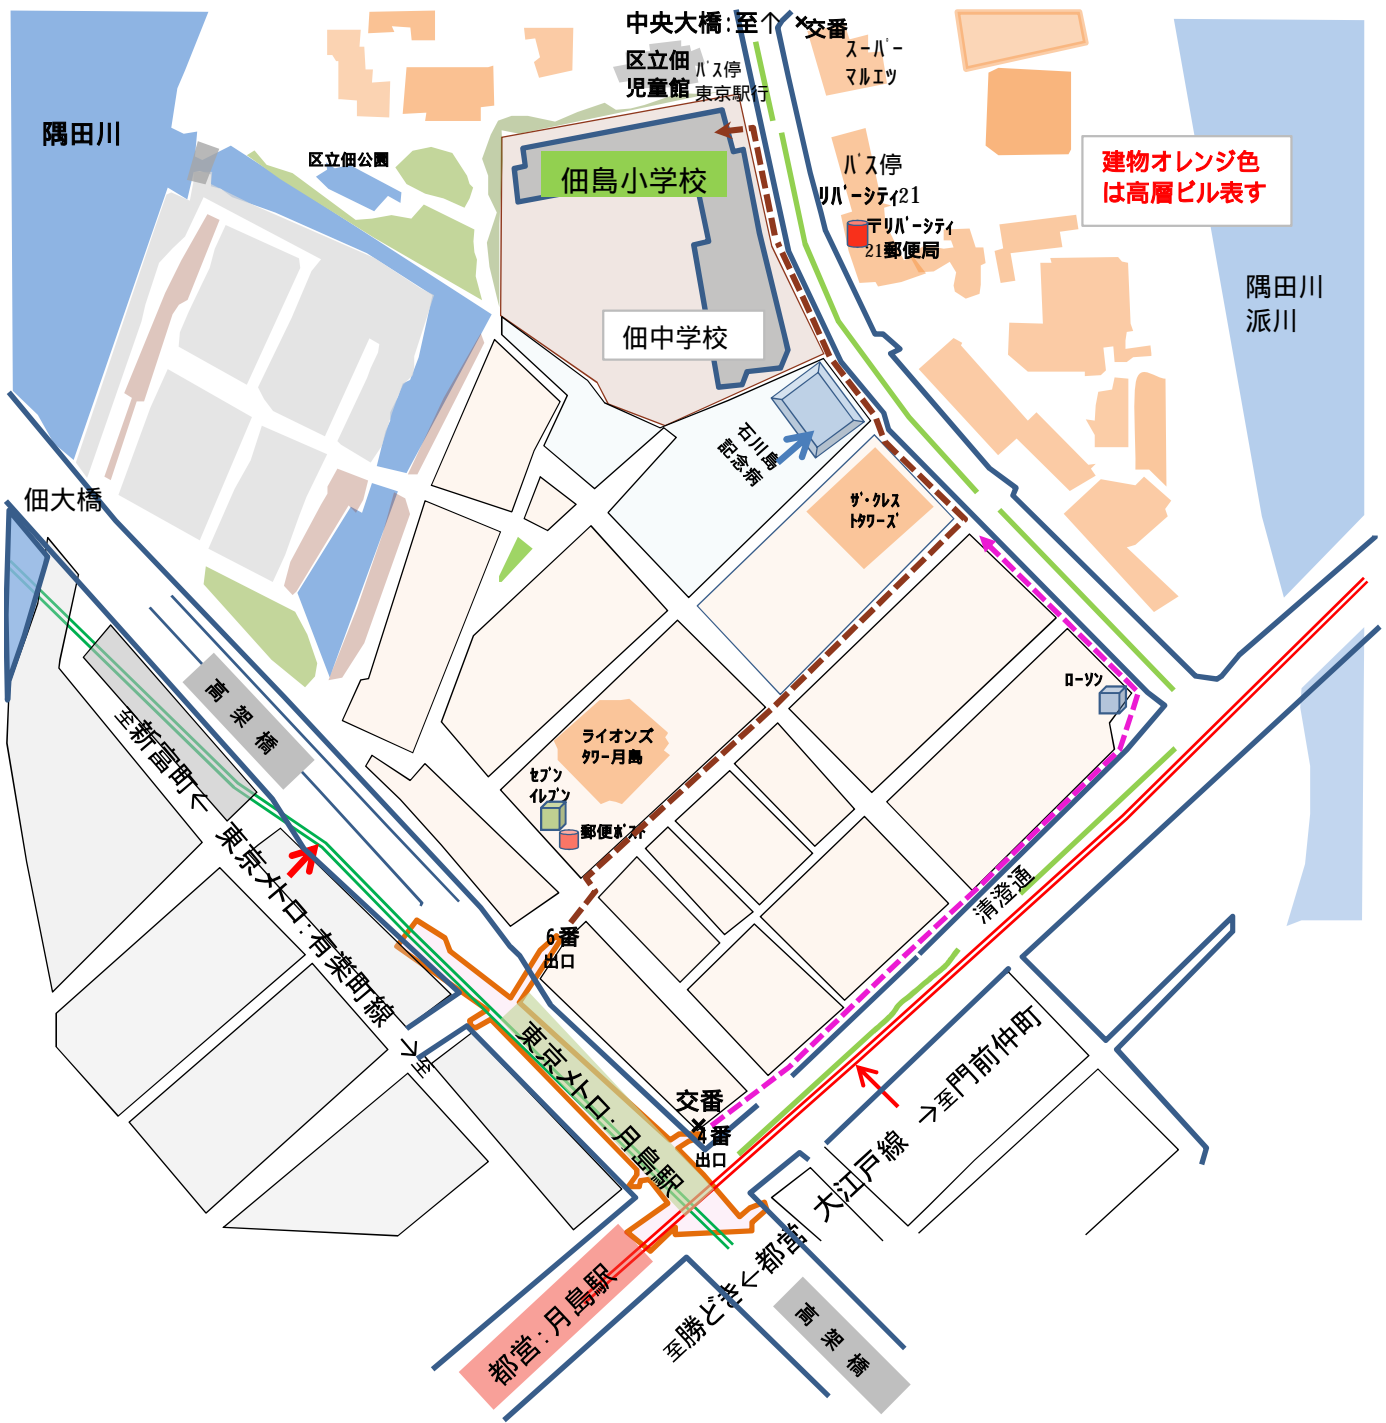 中央大橋:至↑
×交番
スーパー
マルエツ
区立佃
児童館
バス停
東京駅行
隅田川
区立佃公園
佃島小学校
バス停
リバーシティ21
〒リバーシティ
21郵便局
建物オレンジ色
は高層ビル表す
隅田川
派川
佃中学校
石川島
記念病
佃大橋
ザ・クレス
トタワーズ
ローソン
高架橋
至新富町← 東京メトロ:有楽町線 →至
ライオンズ
タワー月島
セブン
イレブン
郵便ポスト
清澄通
6番
出口
東京メトロ:月島駅
交番
×
4番
出口
至勝どき←都営 大江戸線 →至門前仲町
都営:月島駅
高架橋